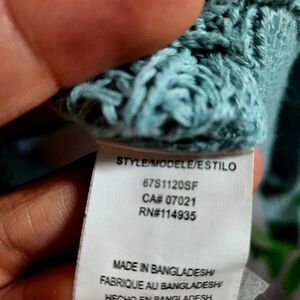 STYLE/MODELE/ESTILO
67S1120SF
CA# 07021
RN#114935
MADE IN BANGLADESH/
FABRIQUE AU BANGLADESH/
HECHO EN BANGLADESH